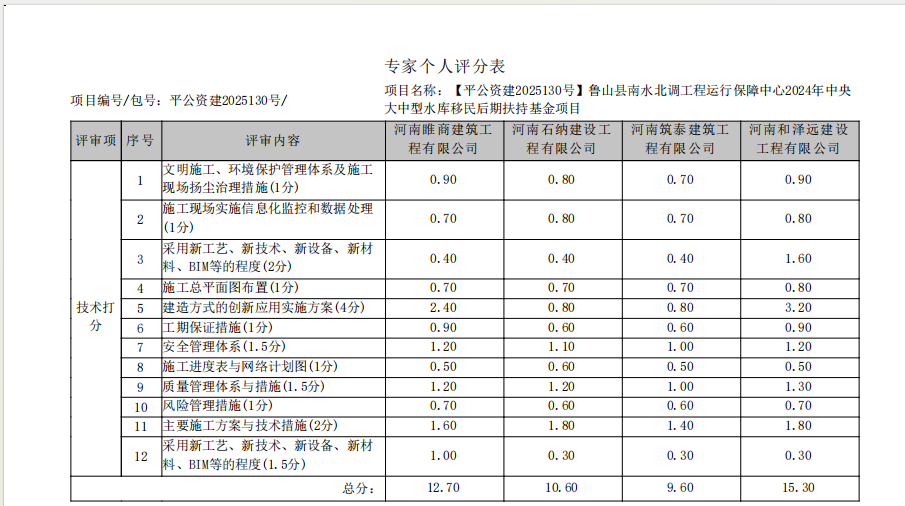 专家个人评分表
项目编号/包号：平公资建2025130号/
项目名称：【平公资建2025130号】鲁山县南水北调工程运行保障中心2024年中央
大中型水库移民后期扶持基金项目
评审项 序号 评审内容 河南睢商建筑工程有限公司 河南石纳建设工程有限公司 河南筑泰建筑工程有限公司 河南和泽远建设工程有限公司
技术打分
1 文明施工、环境保护管理体系及施工
现场扬尘治理措施(1分) 0.90 0.80 0.70 0.90
2 施工现场实施信息化监控和数据处理
(1分) 0.70 0.80 0.70 0.80
3 采用新工艺、新技术、新设备、新材
料、BIM等的程度(2分) 0.40 0.40 0.40 1.60
4 施工总平面图布置(1分) 0.70 0.70 0.70 0.80
5 建造方式的创新应用实施方案(4分) 2.40 0.80 0.80 3.20
6 工期保证措施(1分) 0.90 0.60 0.60 0.90
7 安全管理体系(1.5分) 1.20 1.10 1.00 1.20
8 施工进度表与网络计划图(1分) 0.50 0.60 0.50 0.50
9 质量管理体系与措施(1.5分) 1.20 1.20 1.00 1.30
10 风险管理措施(1分) 0.70 0.60 0.60 0.70
11 主要施工方案与技术措施(2分) 1.60 1.80 1.40 1.80
12 采用新工艺、新技术、新设备、新材
料、BIM等的程度(1.5分) 1.00 0.30 0.30 0.30
总分： 12.70 10.60 9.60 15.30